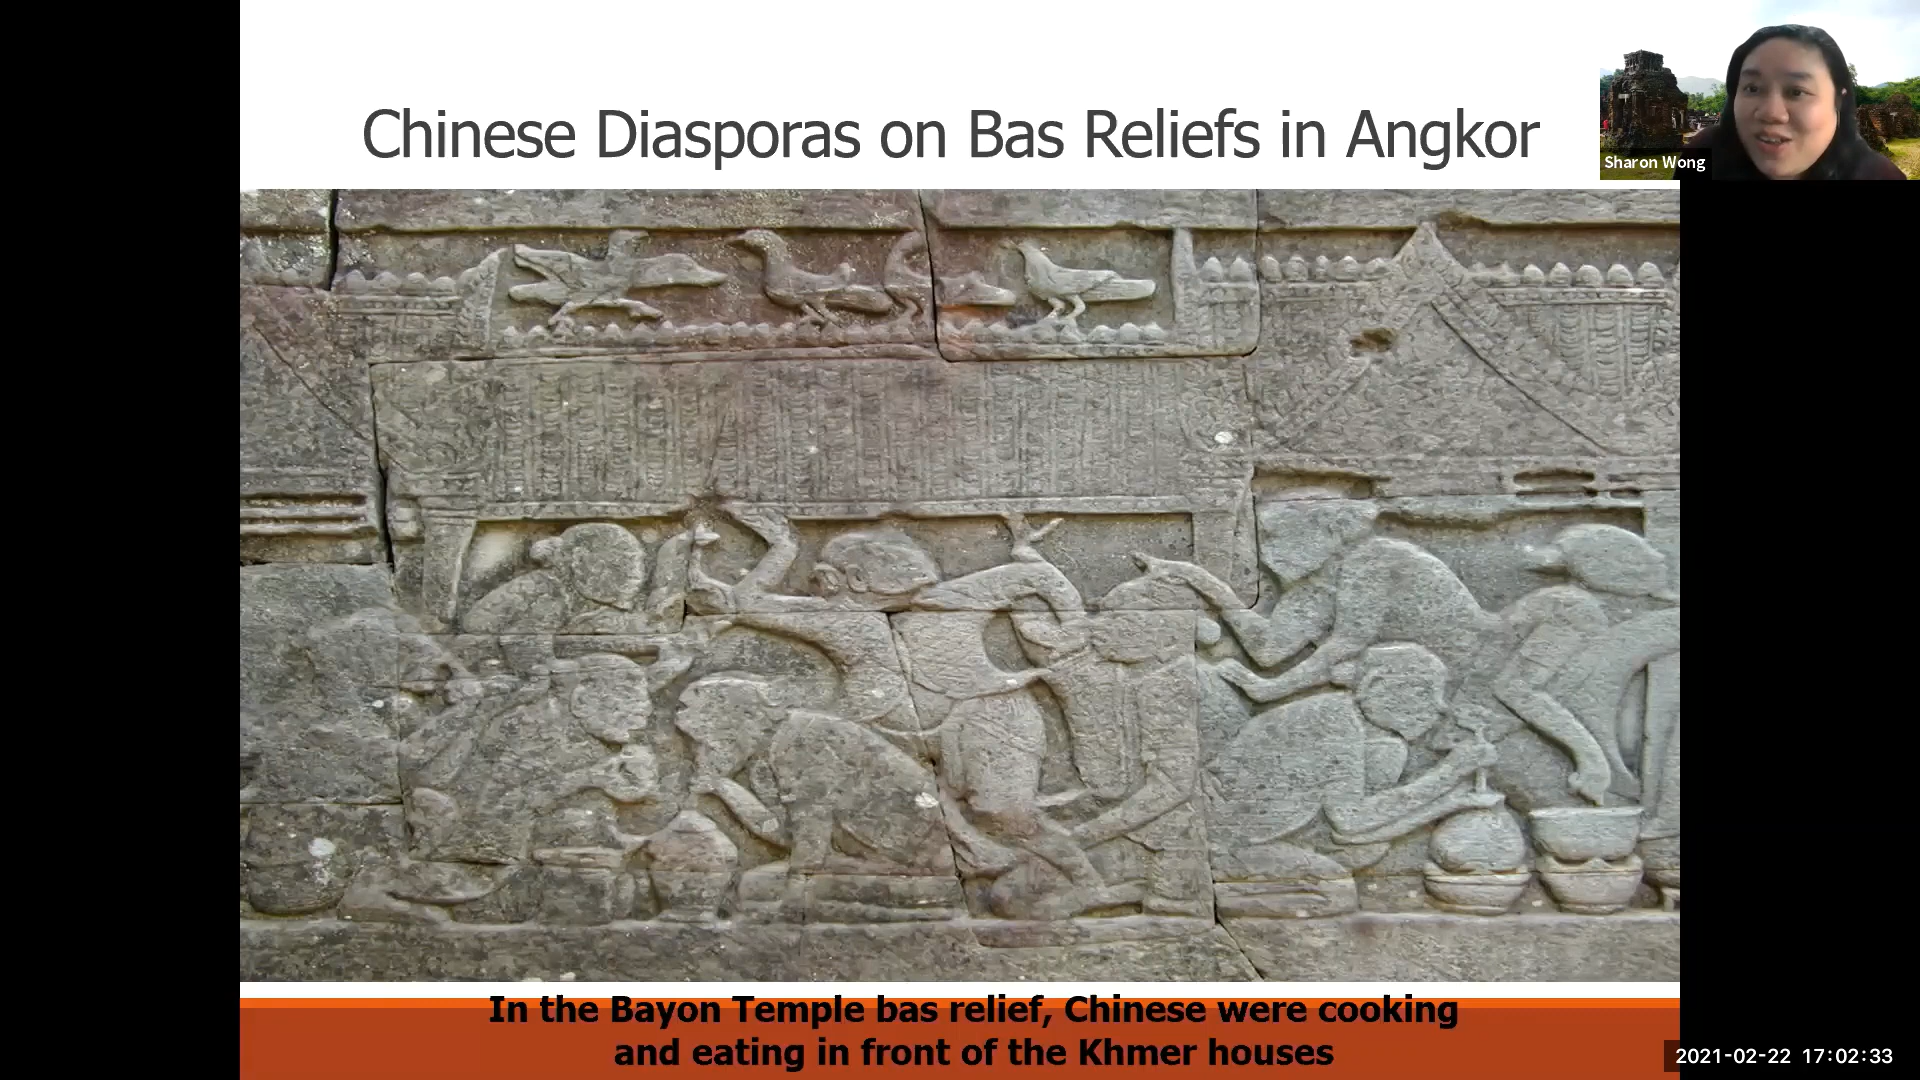 Chinese Diasporas on Bas Reliefs in Angkor
Sharon Wong
In the Bayon Temple bas relief, Chinese were cooking
and eating in front of the Khmer houses
2021-02-22 17:02:33